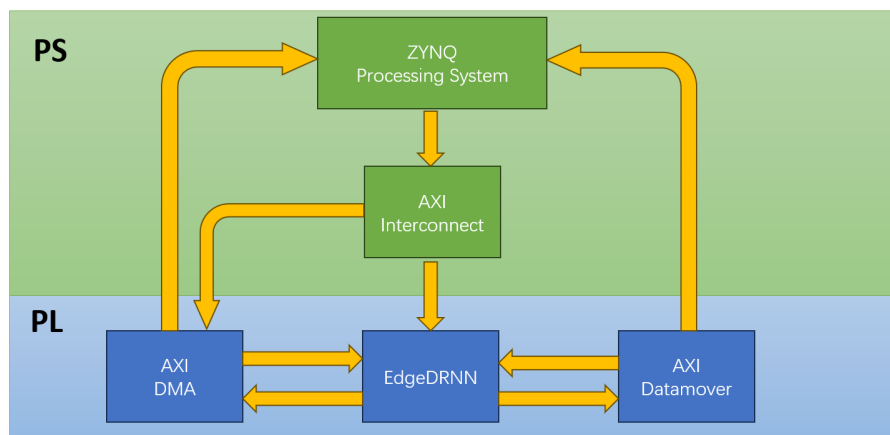 PS
ZYNQ
Processing System
AXI
Interconnect
PL
AXI
DMA
EdgeDRNN
AXI
Datamover